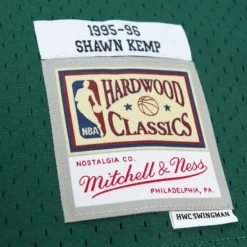 1995-96
SHAWN KEMP
HARDWOOD
NBA
CLASSICS
NOSTALGIA CO.
Mitchell & Ness
PHILADELPHIA, PA.
HWC SWINGMAN